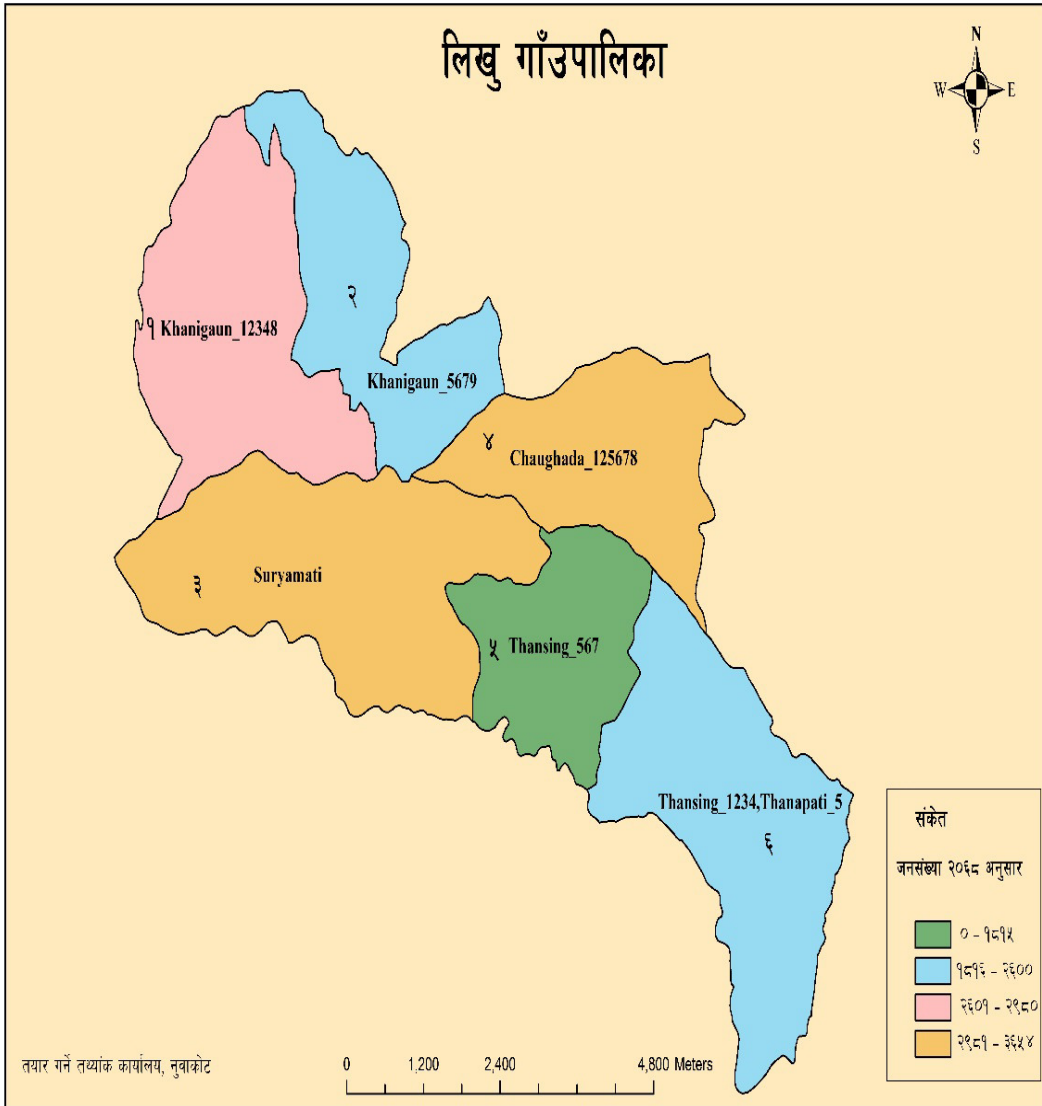 लिखु गाँउपालिका
N
W E
S
२
१ Khanigaun_12348
Khanigaun_5679
४
Chaughada_125678
३ Suryamati
५ Thansing_567
Thansing_1234,Thanapati_5
६
संकेत
जनसंख्या २०६८ अनुसार
० - १८१५
१८१६ - २६००
२६०१ - २९८०
२९८१ - ३६५४
तयार गर्ने तथ्यांक कार्यालय, नुवाकोट
0 1,200 2,400 4,800 Meters